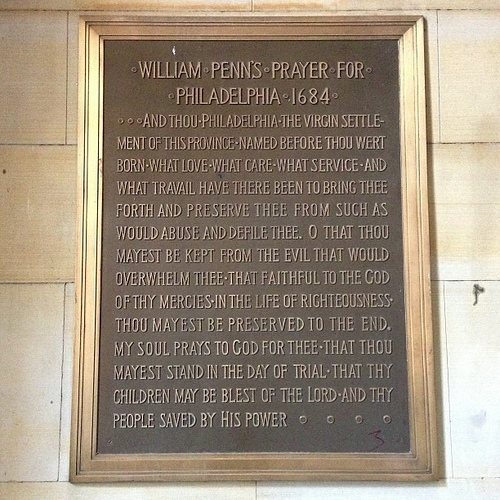 ·WILLIAM·PENN'S·PRAYER·FOR·
·PHILADELPHIA·1684·
···AND THOU·PHILADELPHIA·THE VIRGIN SETTLE-
MENT OF THIS PROVINCE·NAMED BEFORE THOU WERT
BORN·WHAT LOVE·WHAT CARE·WHAT SERVICE·AND
WHAT TRAVAIL HAVE THERE BEEN TO BRING THEE
FORTH AND PRESERVE THEE FROM SUCH AS
WOULD ABUSE AND DEFILE THEE. O THAT THOU
MAYEST BE KEPT FROM THE EVIL THAT WOULD
OVERWHELM THEE·THAT FAITHFUL TO THE GOD
OF THY MERCIES·IN THE LIFE OF RIGHTEOUSNESS·
THOU MAYEST BE PRESERVED TO THE END.
MY SOUL PRAYS TO GOD FOR THEE·THAT THOU
MAYEST STAND IN THE DAY OF TRIAL·THAT THY
CHILDREN MAY BE BLEST OF THE LORD·AND THY
PEOPLE SAVED BY HIS POWER ····